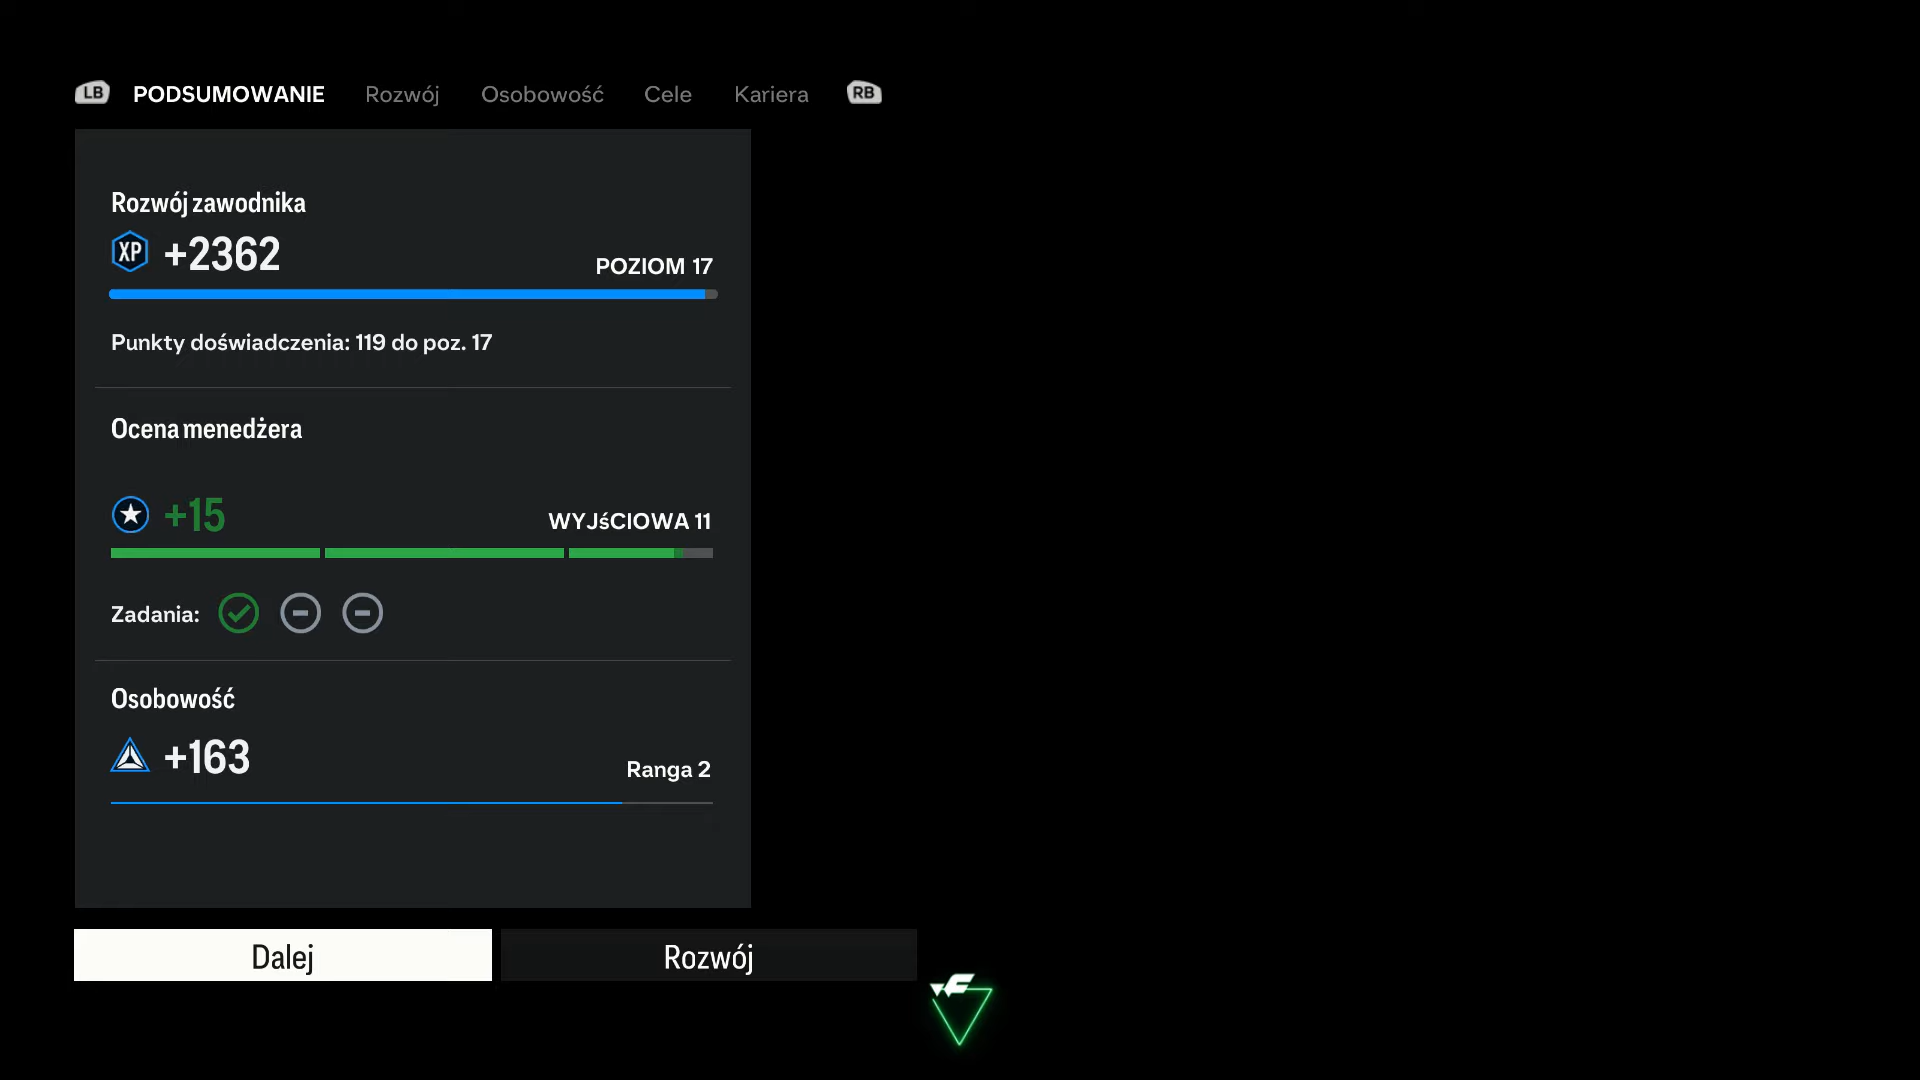 LB PODSUMOWANIE Rozwój Osobowość Cele Kariera RB
Rozwój zawodnika
XP +2362
POZIOM 17
Punkty doświadczenia: 119 do poz. 17
Ocena menedżera
+15
WYJśCIOWA 11
Zadania:
Osobowość
+163
Ranga 2
Dalej
Rozwój